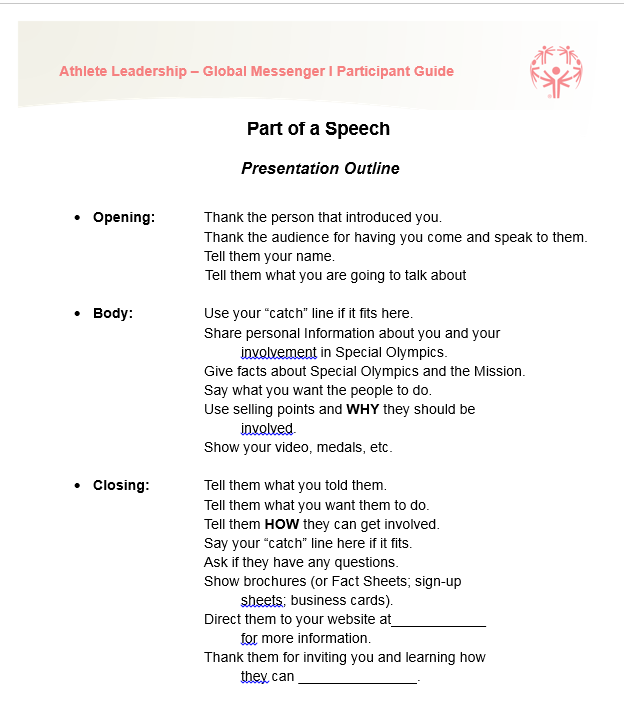 Athlete Leadership – Global Messenger I Participant Guide
Part of a Speech
Presentation Outline
• Opening: Thank the person that introduced you.
Thank the audience for having you come and speak to them.
Tell them your name.
Tell them what you are going to talk about
• Body: Use your “catch” line if it fits here.
Share personal Information about you and your
involvement in Special Olympics.
Give facts about Special Olympics and the Mission.
Say what you want the people to do.
Use selling points and WHY they should be
involved.
Show your video, medals, etc.
• Closing: Tell them what you told them.
Tell them what you want them to do.
Tell them HOW they can get involved.
Say your “catch” line here if it fits.
Ask if they have any questions.
Show brochures (or Fact Sheets; sign-up
sheets; business cards).
Direct them to your website at____________
for more information.
Thank them for inviting you and learning how
they can _______________.